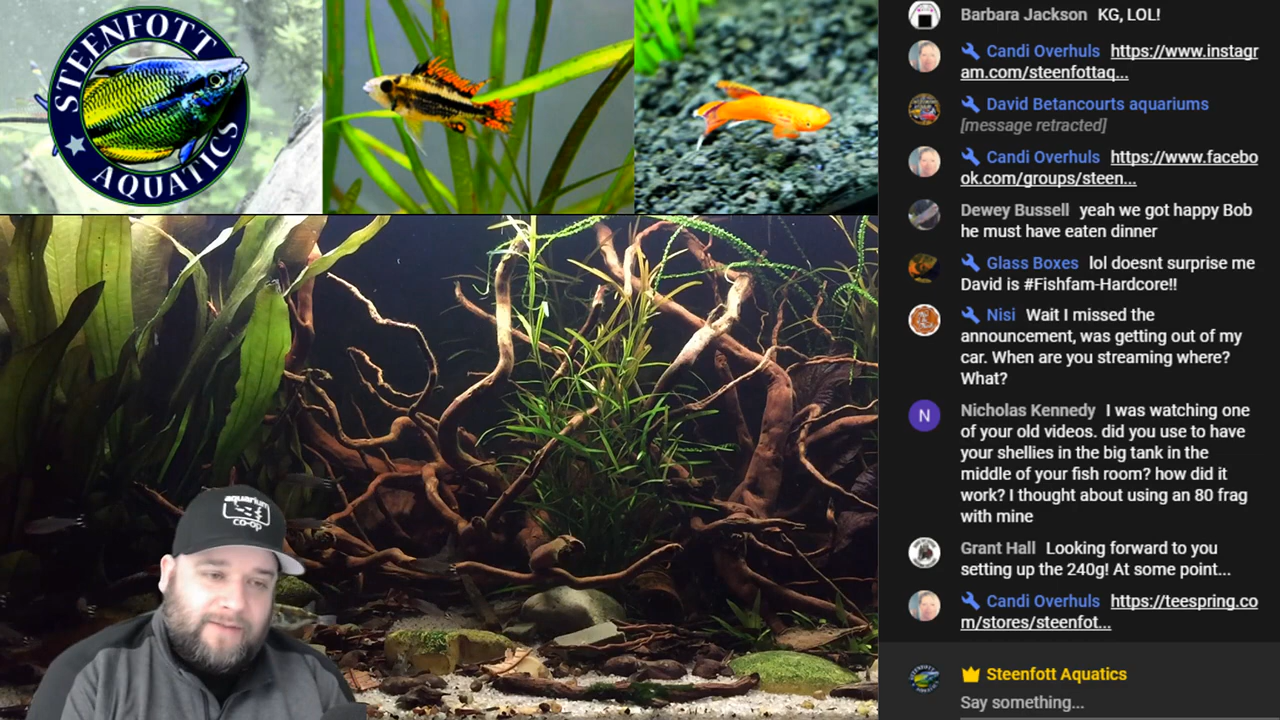 STEENFOTT
AQUATICS
aquarium
co-op
Barbara Jackson KG, LOL!
Candi Overhuls https://www.instagr
am.com/steenfottaq...
David Betancourts aquariums
[message retracted]
Candi Overhuls https://www.facebo
ok.com/groups/steen...
Dewey Bussell yeah we got happy Bob
he must have eaten dinner
Glass Boxes lol doesnt surprise me
David is #Fishfam-Hardcore!!
Nisi Wait I missed the
announcement, was getting out of my
car. When are you streaming where?
What?
N
Nicholas Kennedy I was watching one
of your old videos. did you use to have
your shellies in the big tank in the
middle of your fish room? how did it
work? I thought about using an 80 frag
with mine
Grant Hall Looking forward to you
setting up the 240g! At some point...
Candi Overhuls https://teespring.co
m/stores/steenfot...
Steenfott Aquatics
Say something...